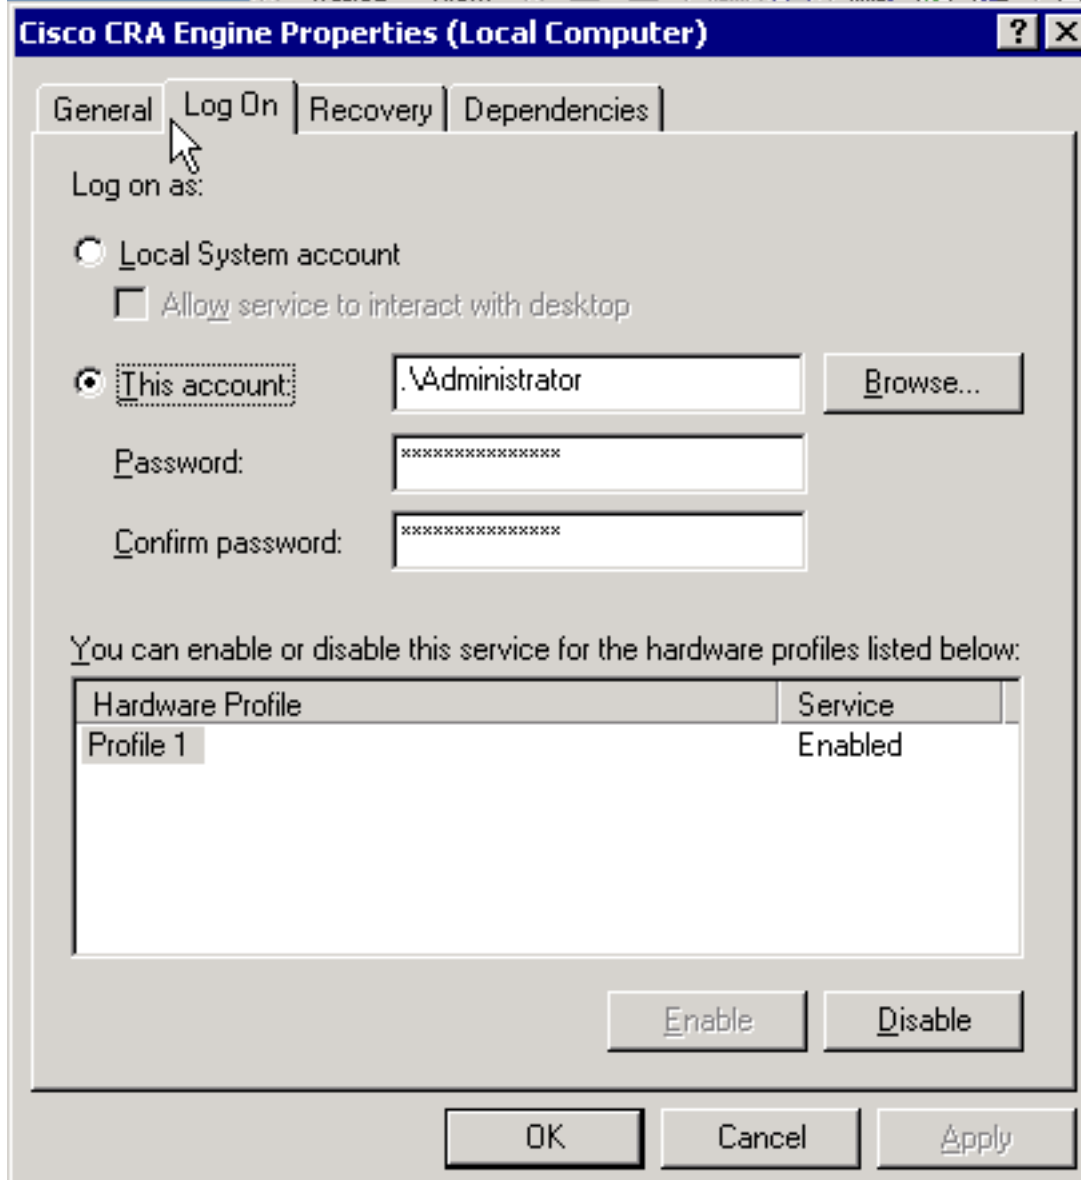 Cisco CRA Engine Properties (Local Computer)
General Log On Recovery Dependencies
Log on as:
Local System account
Allow service to interact with desktop
This account: .\Administrator Browse...
Password: ***************
Confirm password: ***************
You can enable or disable this service for the hardware profiles listed below:
Hardware Profile Service
Profile 1 Enabled
Enable Disable
OK Cancel Apply